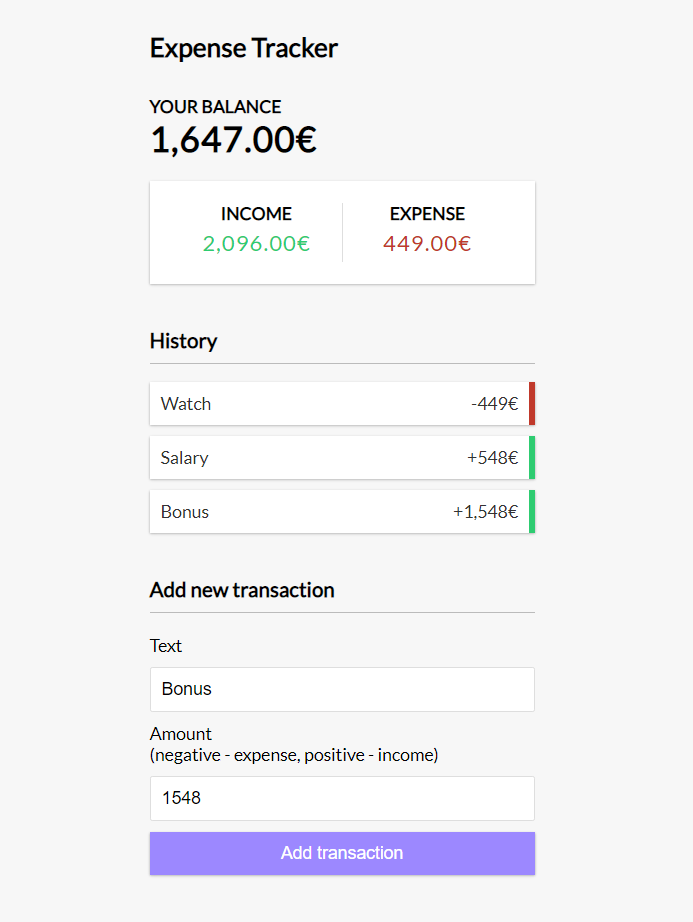 Expense Tracker
YOUR BALANCE
1,647.00€
INCOME EXPENSE
2,096.00€ 449.00€
History
Watch -449€
Salary +548€
Bonus +1,548€
Add new transaction
Text
Bonus
Amount
(negative - expense, positive - income)
1548
Add transaction